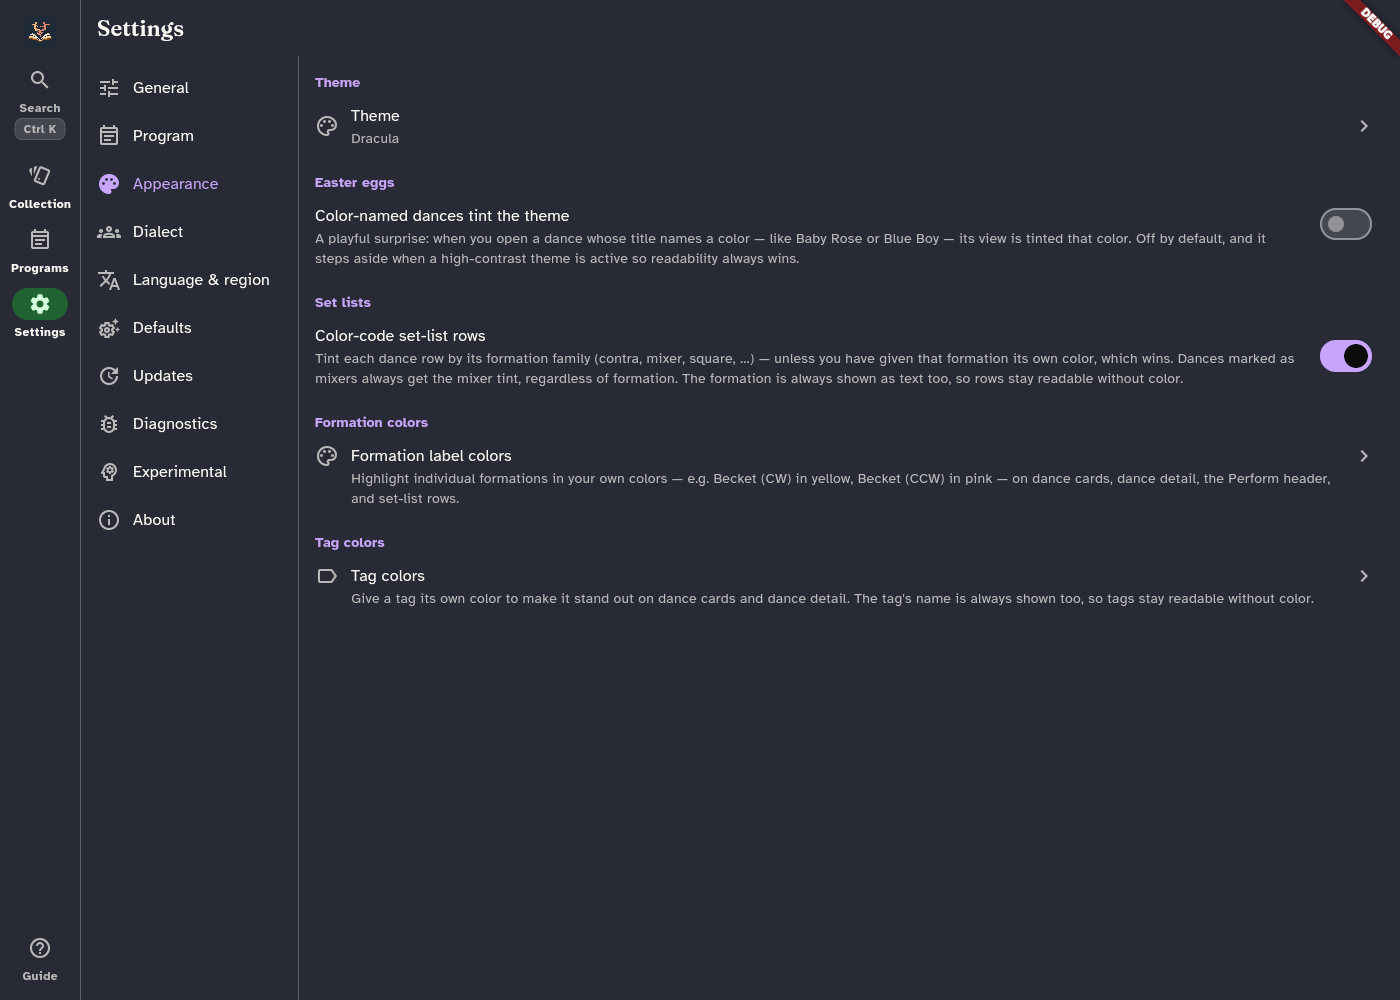 Settings
DEBUG
Search
Ctrl K
Collection
Programs
Settings
Guide
General
Program
Appearance
Dialect
Language & region
Defaults
Updates
Diagnostics
Experimental
About
Theme
Theme
Dracula
Easter eggs
Color-named dances tint the theme
A playful surprise: when you open a dance whose title names a color — like Baby Rose or Blue Boy — its view is tinted that color. Off by default, and it
steps aside when a high-contrast theme is active so readability always wins.
Set lists
Color-code set-list rows
Tint each dance row by its formation family (contra, mixer, square, …) — unless you have given that formation its own color, which wins. Dances marked as
mixers always get the mixer tint, regardless of formation. The formation is always shown as text too, so rows stay readable without color.
Formation colors
Formation label colors
Highlight individual formations in your own colors — e.g. Becket (CW) in yellow, Becket (CCW) in pink — on dance cards, dance detail, the Perform header,
and set-list rows.
Tag colors
Tag colors
Give a tag its own color to make it stand out on dance cards and dance detail. The tag's name is always shown too, so tags stay readable without color.